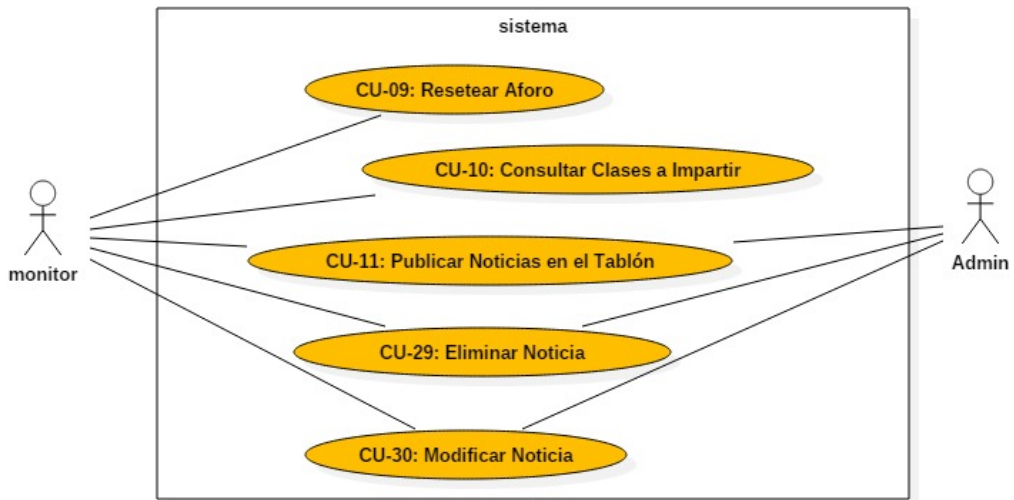 sistema
CU-09: Resetear Aforo
CU-10: Consultar Clases a Impartir
CU-11: Publicar Noticias en el Tablón
monitor
Admin
CU-29: Eliminar Noticia
CU-30: Modificar Noticia